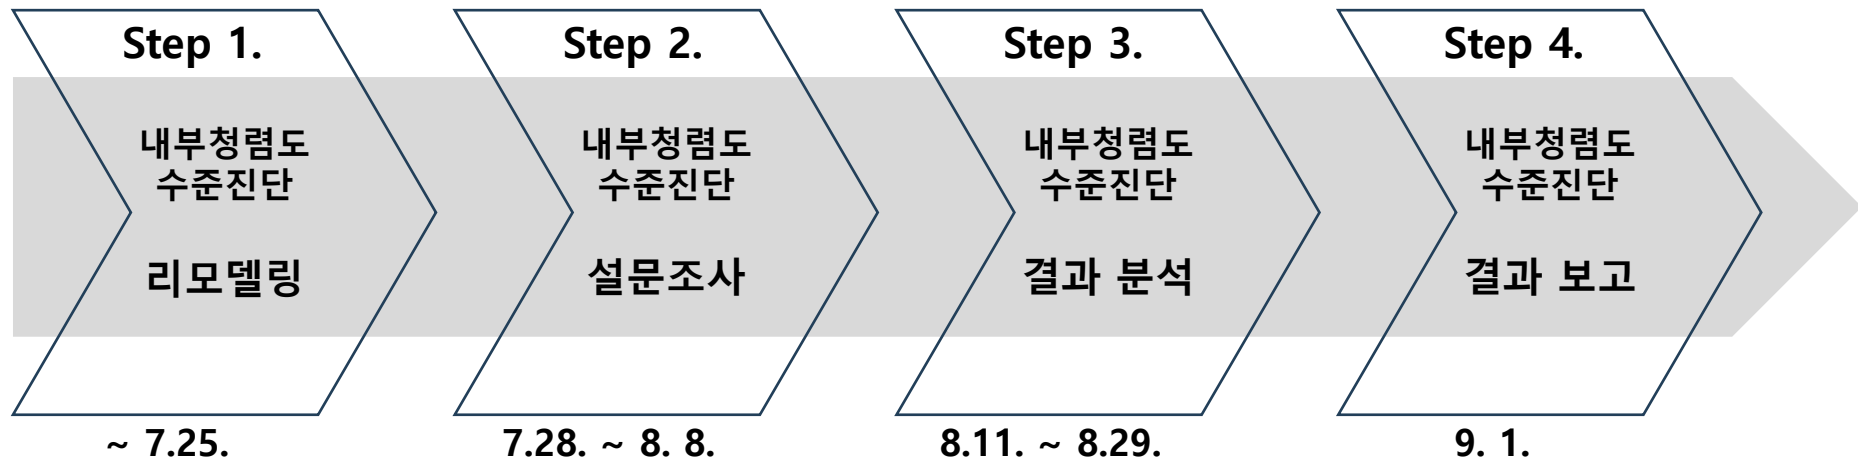 Step 1.
내부청렴도
수준진단
리모델링
~ 7.25.
Step 2.
내부청렴도
수준진단
설문조사
7.28. ~ 8. 8.
Step 3.
내부청렴도
수준진단
결과 분석
8.11. ~ 8.29.
Step 4.
내부청렴도
수준진단
결과 보고
9. 1.